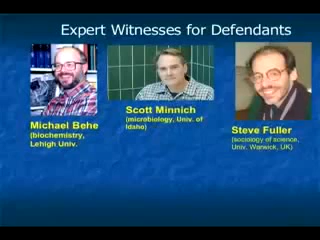 Expert Witnesses for Defendants
Michael Behe
(biochemistry,
Lehigh Univ.
Scott Minnich
(microbiology, Univ. of
Idaho)
Steve Fuller
(sociology of science,
Univ. Warwick, UK)